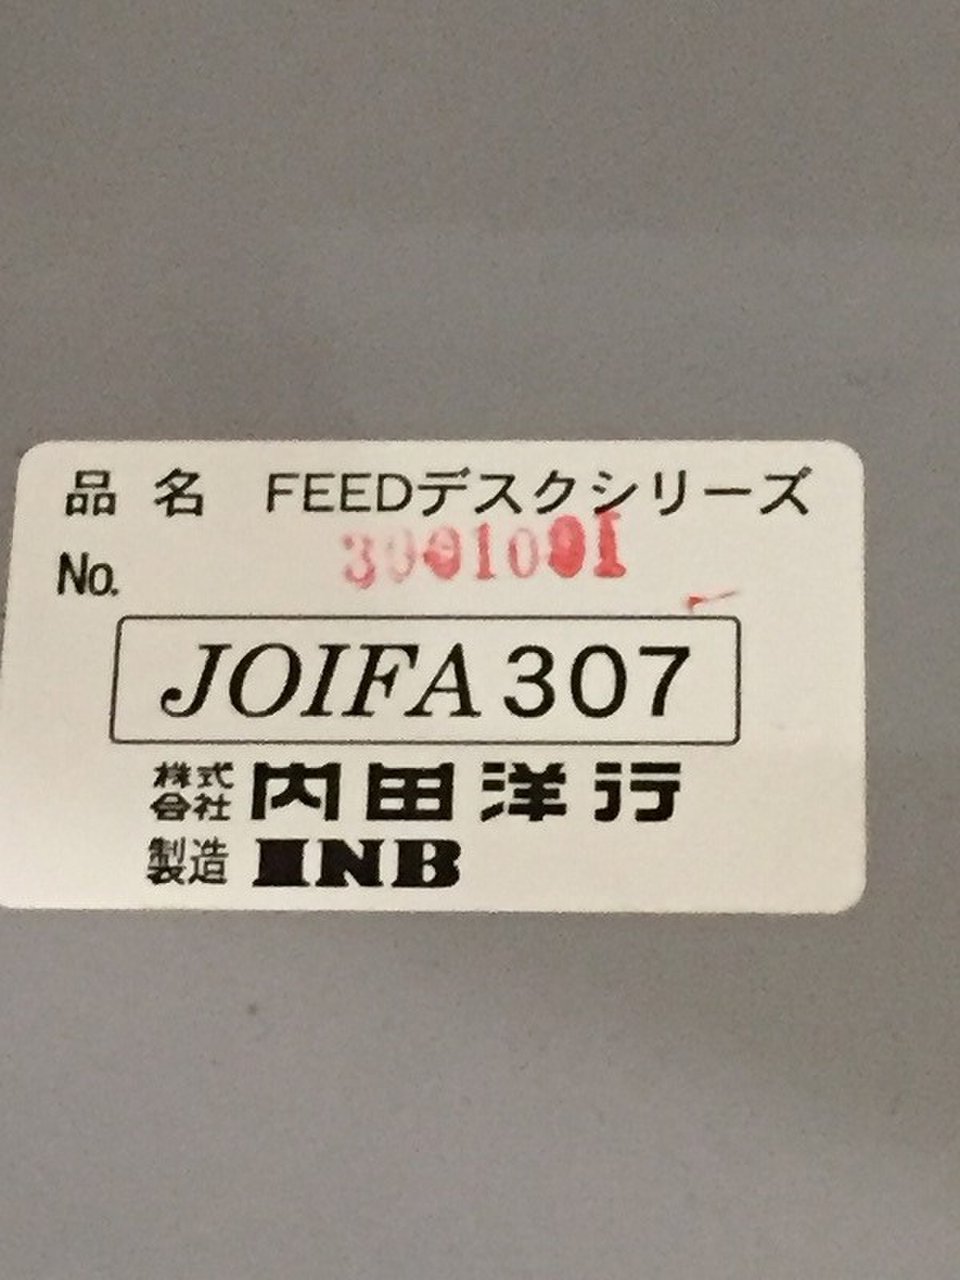 品 名 FEEDデスクシリーズ
No.
JOIFA 307
株式会社 内田洋行
製造 INB